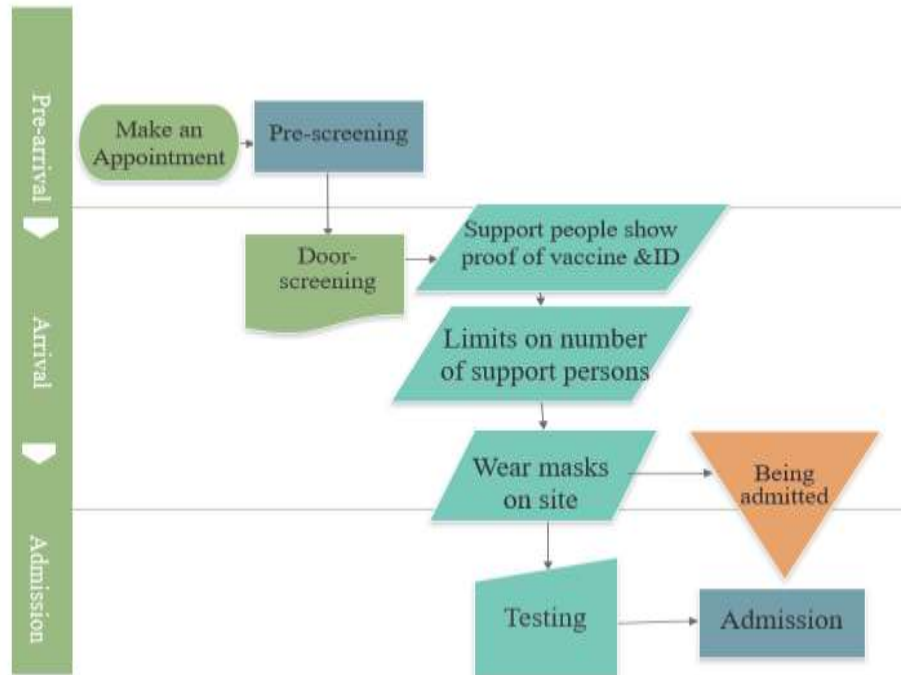 Pre-arrival
Make an
Appointment
Pre-screening
Arrival
Door-
screening
Support people show
proof of vaccine &ID
Limits on number
of support persons
Wear masks
on site
Being
admitted
Admission
Testing
Admission